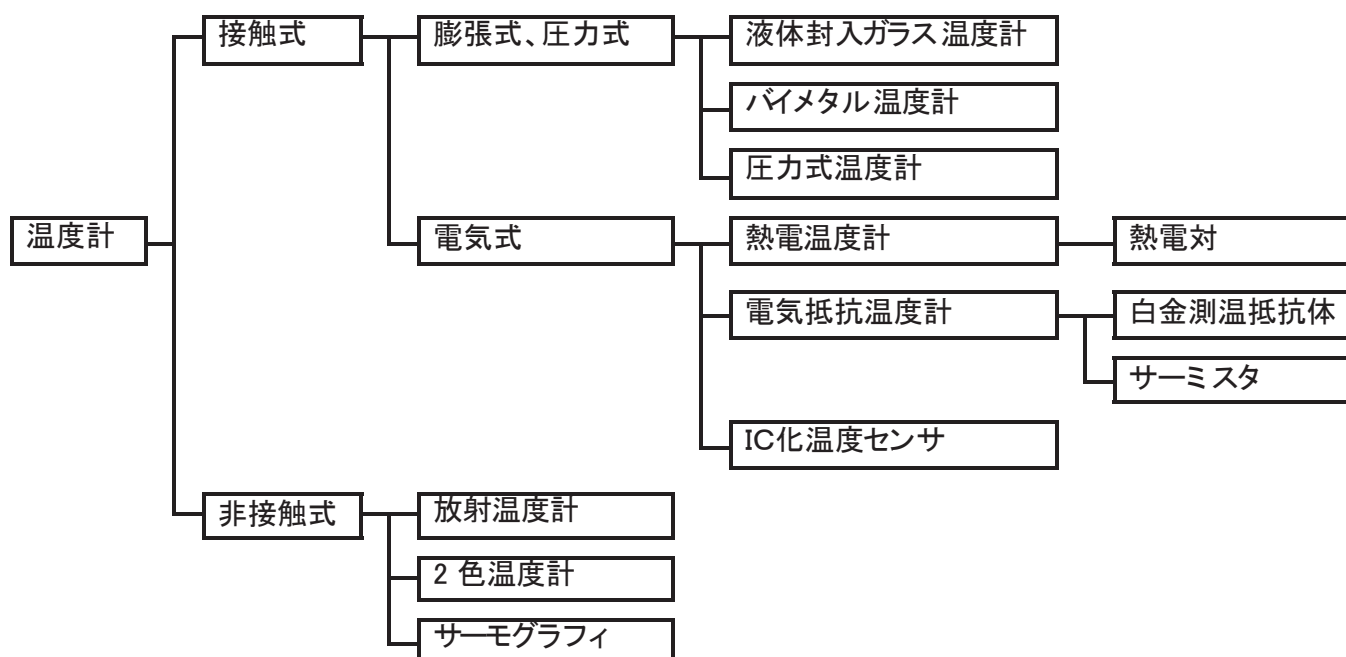 接触式
膨張式、圧力式
液体封入ガラス温度計
バイメタル温度計
圧力式温度計
温度計
電気式
熱電温度計
熱電対
電気抵抗温度計
白金測温抵抗体
サーミスタ
IC化温度センサ
非接触式
放射温度計
2 色温度計
サーモグラフィ